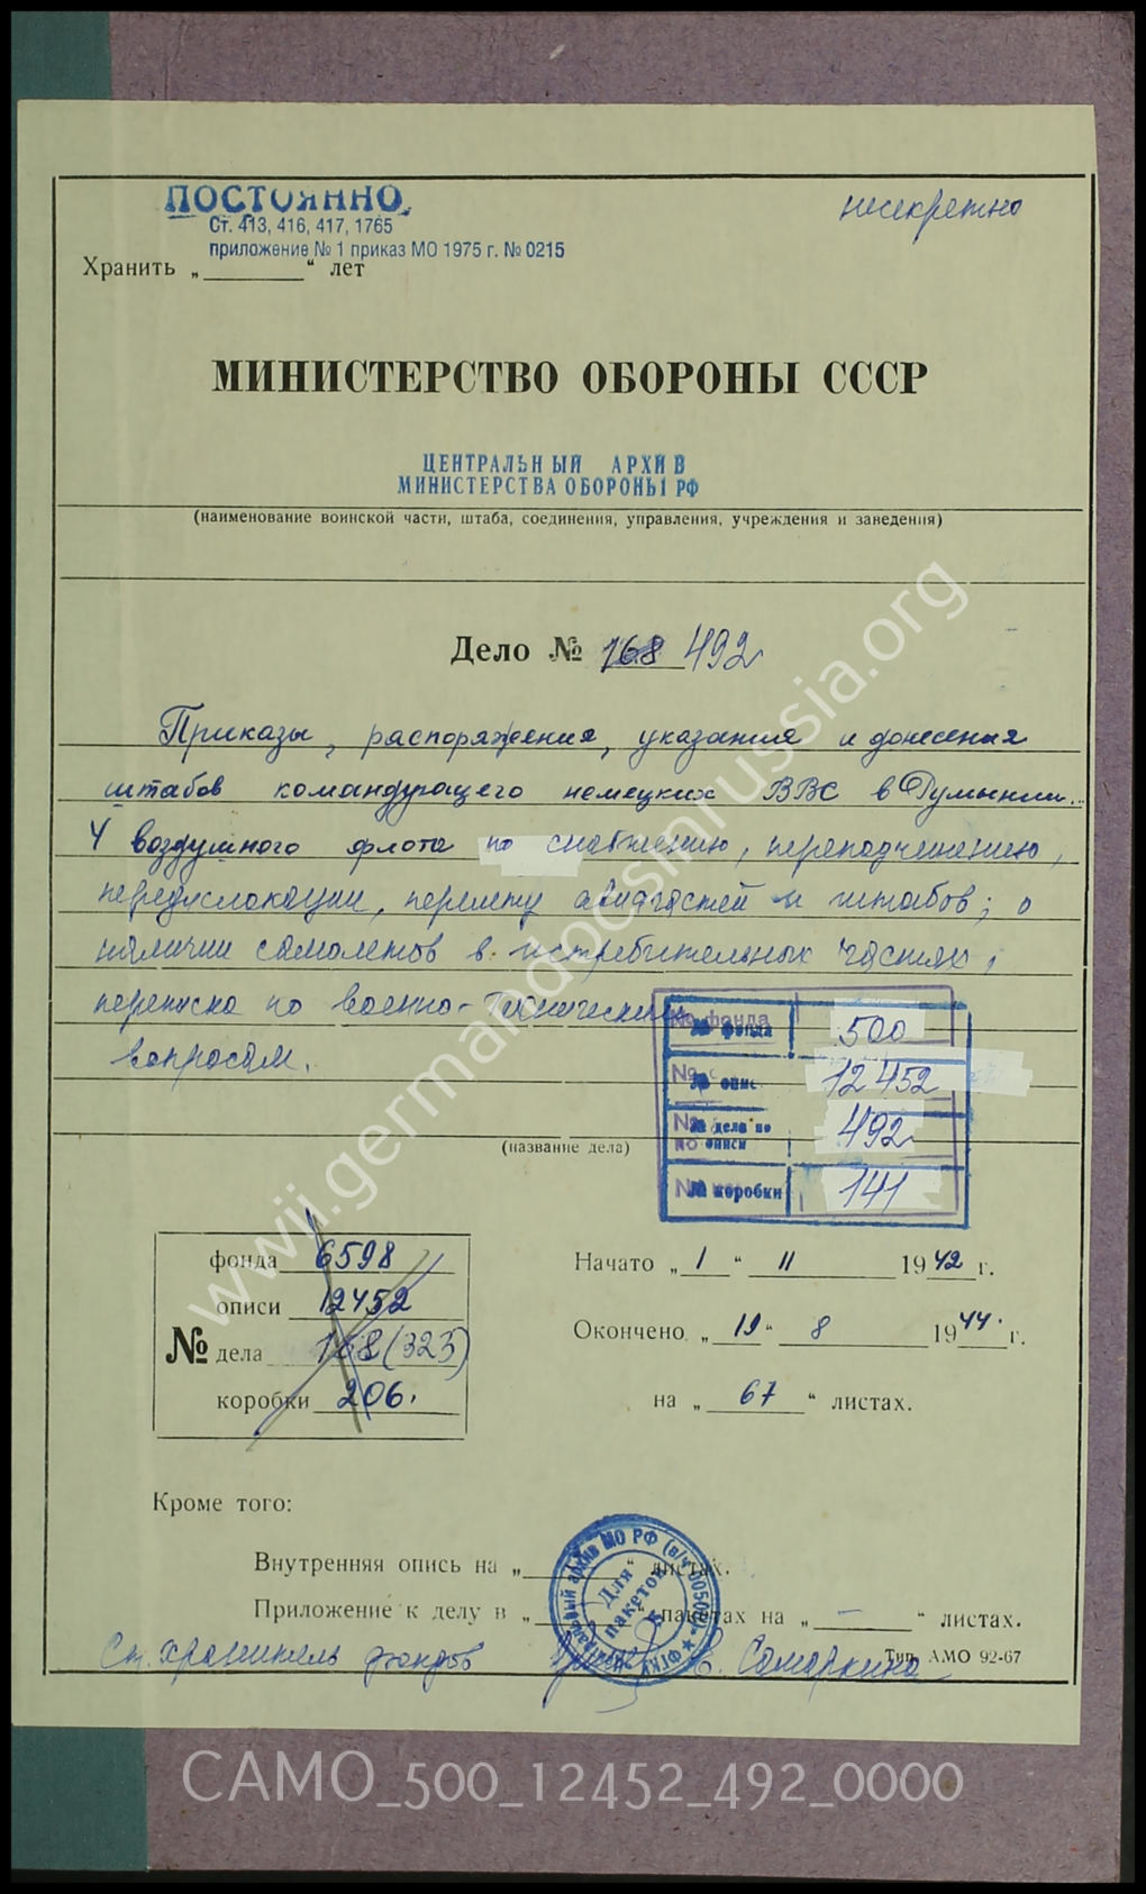 ПОСТОЯННО
Ст. 413, 416, 417, 1765
приложение № 1 приказ МО 1975 г. № 0215
несекретно
Хранить „ “ лет
МИНИСТЕРСТВО ОБОРОНЫ СССР
ЦЕНТРАЛЬНЫЙ АРХИВ
МИНИСТЕРСТВА ОБОРОНЫ РФ
(наименование воинской части, штаба, соединения, управления, учреждения и заведения)
Дело № 168 492
Приказы, распоряжения, указания и донесения
штабов командующего немецких ВВС в Румынии..
4 воздушного флота по снабжению, переподчинению,
передислокации, перелету авиачастей и штабов; о
наличии самолетов в истребительных частях;
переписка по военно-техническим
вопросам.
№ фонда 500
№ опис. 12452
№ дела по описи 492
№ коробки 141
(название дела)
фонда 6598
описи 12452
№ дела 168 (323)
коробки 206.
Начато „ 1 “ 11 1942 г.
Окончено „ 19 “ 8 1944. г.
на „ 67 “ листах.
Кроме того:
Внутренняя опись на „ “ листах.
Приложение к делу в „ “ пакетах на „ — “ листах.
Ст. хранитель фондов Е. Самаркина
Тип. АМО 92-67
Для пакетов
www.wii.germandocsinrussia.org
CAMO_500_12452_492_0000